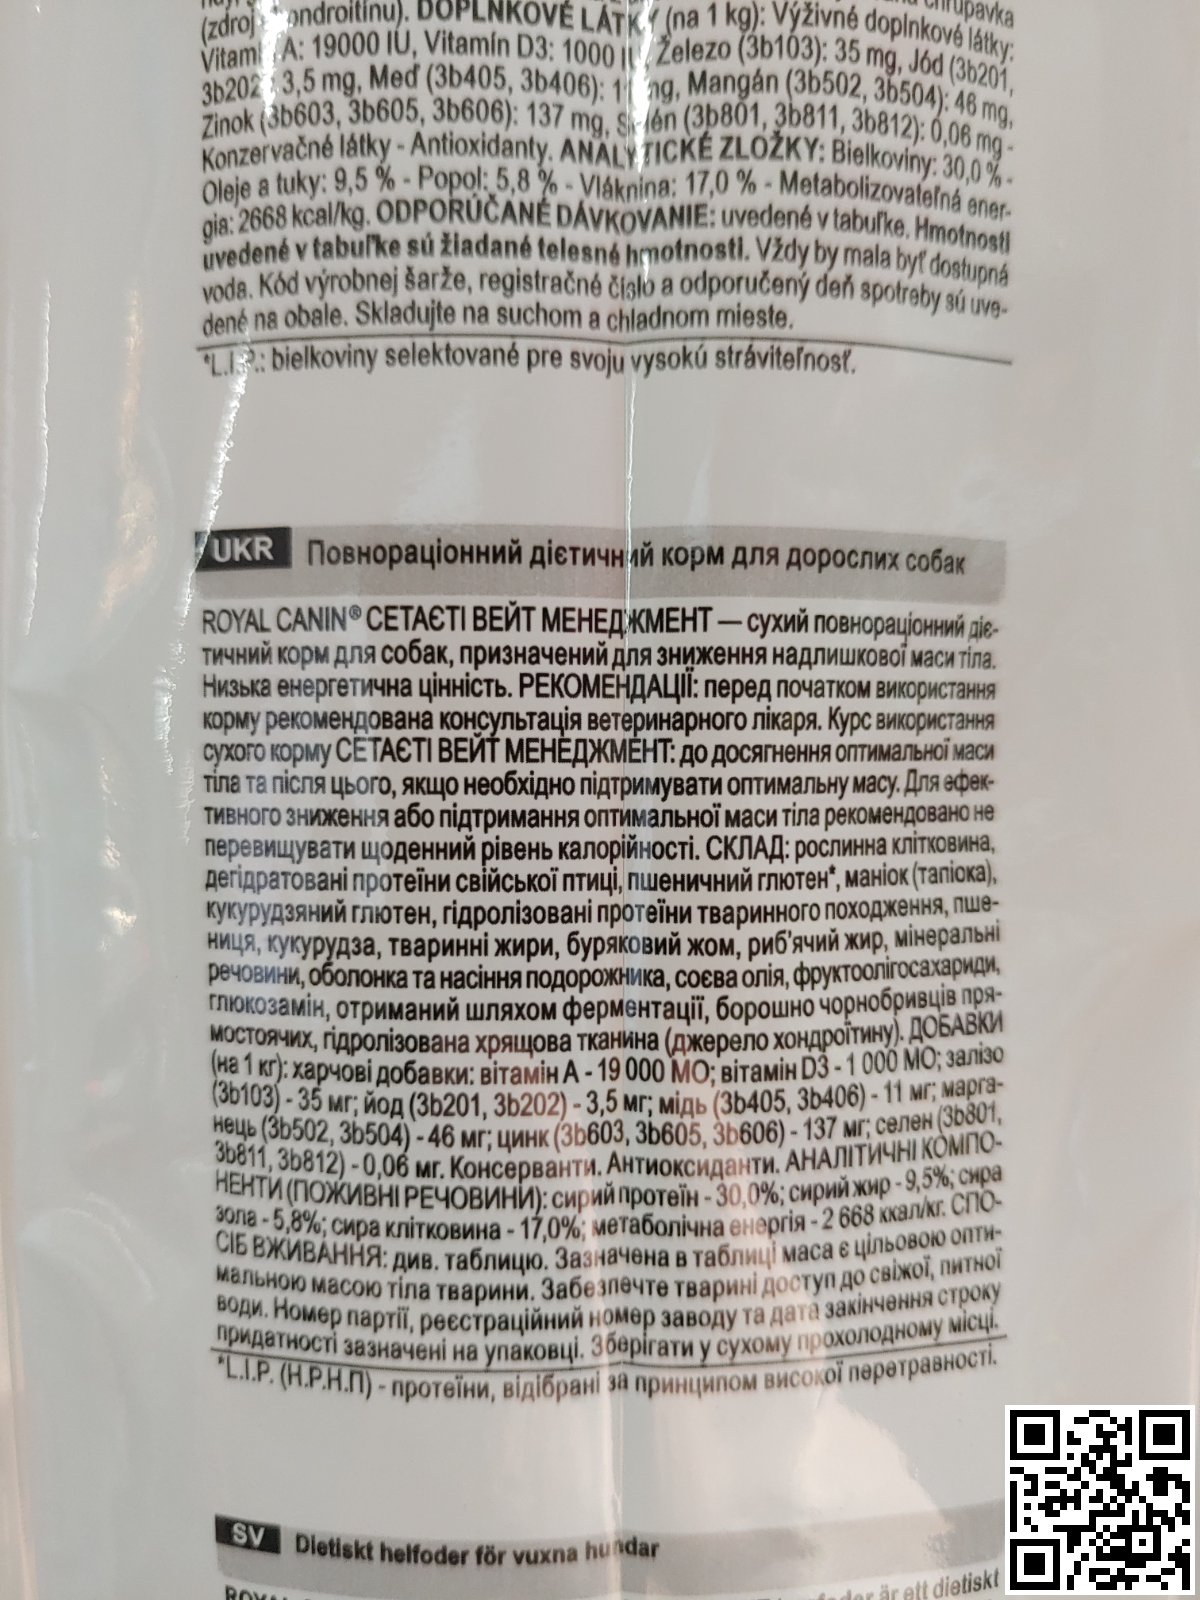 (zdroj chondroitínu). DOPLNKOVÉ LÁTKY (na 1 kg): Výživné doplnkové látky:
Vitamín A: 19000 IU, Vitamín D3: 1000 IU, Železo (3b103): 35 mg, Jód (3b201,
3b202): 3,5 mg, Meď (3b405, 3b406): 11 mg, Mangán (3b502, 3b504): 46 mg,
Zinok (3b603, 3b605, 3b606): 137 mg, Selén (3b801, 3b811, 3b812): 0,06 mg -
Konzervačné látky - Antioxidanty. ANALYTICKÉ ZLOŽKY: Bielkoviny: 30,0 % -
Oleje a tuky: 9,5 % - Popol: 5,8 % - Vláknina: 17,0 % - Metabolizovateľná ener-
gia: 2668 kcal/kg. ODPORÚČANÉ DÁVKOVANIE: uvedené v tabuľke. Hmotnosti
uvedené v tabuľke sú žiadané telesné hmotnosti. Vždy by mala byť dostupná
voda. Kód výrobnej šarže, registračné číslo a odporučený deň spotreby sú uve-
dené na obale. Skladujte na suchom a chladnom mieste.
*L.I.P.: bielkoviny selektované pre svoju vysokú stráviteľnosť.
UKR Повнораціонний дієтичний корм для дорослих собак
ROYAL CANIN® СЕТАЄТІ ВЕЙТ МЕНЕДЖМЕНТ — сухий повнораціонний діє-
тичний корм для собак, призначений для зниження надлишкової маси тіла.
Низька енергетична цінність. РЕКОМЕНДАЦІЇ: перед початком використання
корму рекомендована консультація ветеринарного лікаря. Курс використання
сухого корму СЕТАЄТІ ВЕЙТ МЕНЕДЖМЕНТ: до досягнення оптимальної маси
тіла та після цього, якщо необхідно підтримувати оптимальну масу. Для ефек-
тивного зниження або підтримання оптимальної маси тіла рекомендовано не
перевищувати щоденний рівень калорійності. СКЛАД: рослинна клітковина,
дегідратовані протеїни свійської птиці, пшеничний глютен*, маніок (тапіока),
кукурудзяний глютен, гідролізовані протеїни тваринного походження, пше-
ниця, кукурудза, тваринні жири, буряковий жом, риб’ячий жир, мінеральні
речовини, оболонка та насіння подорожника, соєва олія, фруктоолігосахариди,
глюкозамін, отриманий шляхом ферментації, борошно чорнобривців пря-
мостоячих, гідролізована хрящова тканина (джерело хондроїтину). ДОБАВКИ
(на 1 кг): харчові добавки: вітамін А - 19 000 МО; вітамін D3 - 1 000 МО; залізо
(3b103) - 35 мг; йод (3b201, 3b202) - 3,5 мг; мідь (3b405, 3b406) - 11 мг; марга-
нець (3b502, 3b504) - 46 мг; цинк (3b603, 3b605, 3b606) - 137 мг; селен (3b801,
3b811, 3b812) - 0,06 мг. Консерванти. Антиоксиданти. АНАЛІТИЧНІ КОМПО-
НЕНТИ (ПОЖИВНІ РЕЧОВИНИ): сирий протеїн - 30,0%; сирий жир - 9,5%; сира
зола - 5,8%; сира клітковина - 17,0%; метаболічна енергія - 2 668 ккал/кг. СПО-
СІБ ВЖИВАННЯ: див. таблицю. Зазначена в таблиці маса є цільовою опти-
мальною масою тіла тварини. Забезпечте тварині доступ до свіжої, питної
води. Номер партії, реєстраційний номер заводу та дата закінчення строку
придатності зазначені на упаковці. Зберігати у сухому прохолодному місці.
*L.I.P. (Н.Р.Н.П) - протеїни, відібрані за принципом високої перетравності.
SV Dietiskt helfoder för vuxna hundar
är ett dietiskt